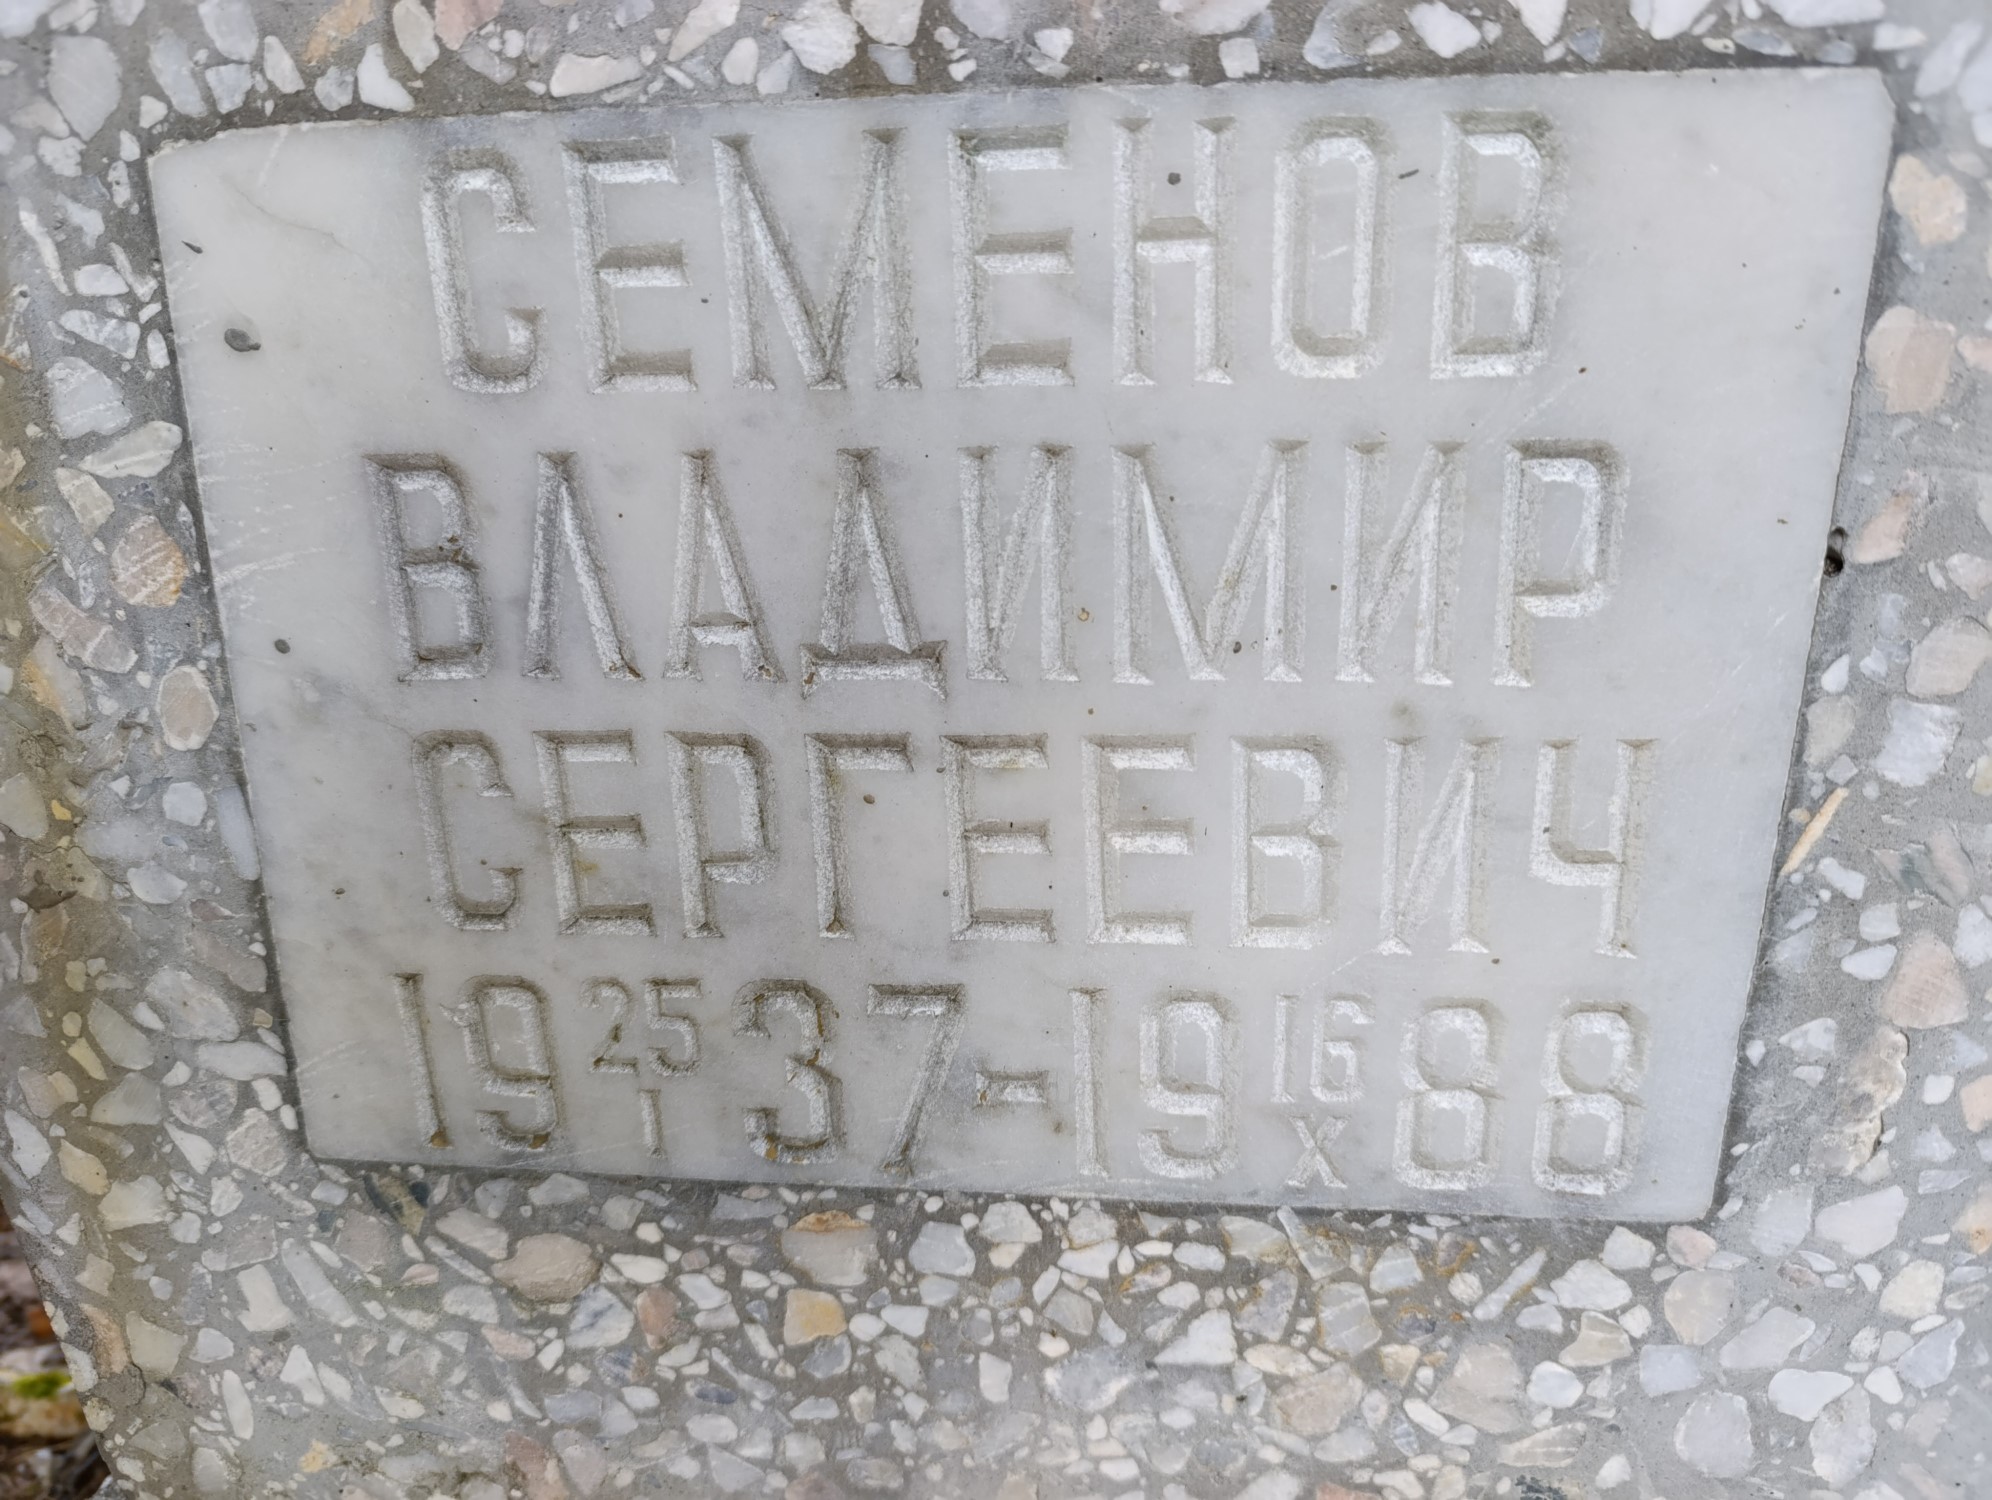 СЕМЕНОВ
ВЛАДИМИР
СЕРГЕЕВИЧ
19 25/I 37-19 16/X 88